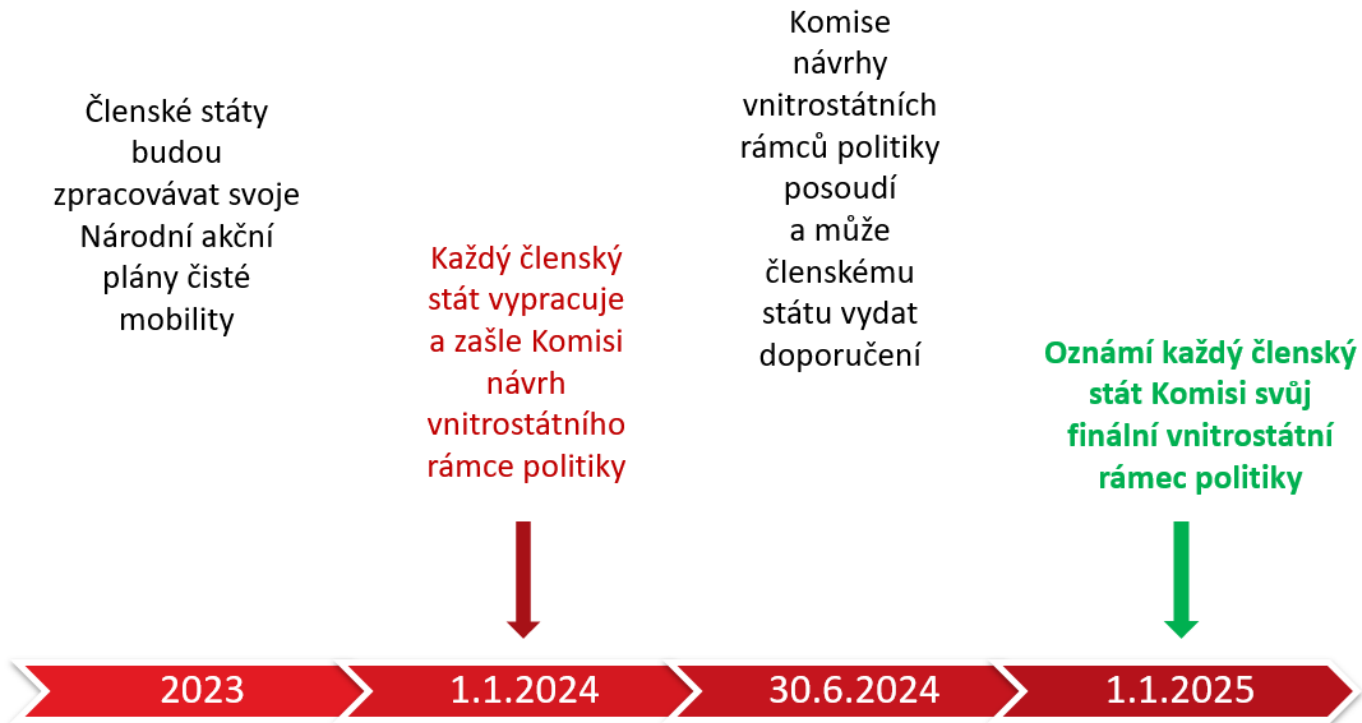 Členské státy
budou
zpracovávat svoje
Národní akční
plány čisté
mobility
Každý členský
stát vypracuje
a zašle Komisi
návrh
vnitrostátního
rámce politiky
Komise
návrhy
vnitrostátních
rámců politiky
posoudí
a může
členskému
státu vydat
doporučení
Oznámí každý členský
stát Komisi svůj
finální vnitrostátní
rámec politiky
2023
1.1.2024
30.6.2024
1.1.2025